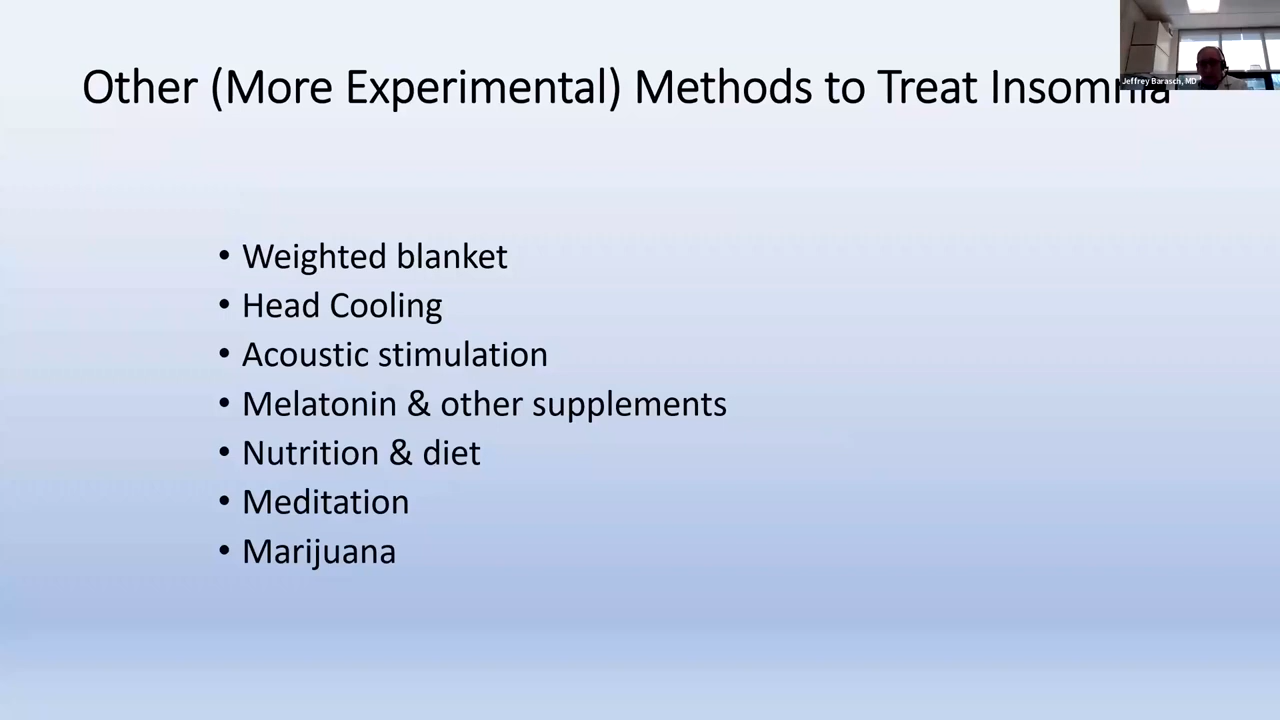 Other (More Experimental) Methods to Treat Insomnia
Jeffrey Barasch, MD
• Weighted blanket
• Head Cooling
• Acoustic stimulation
• Melatonin & other supplements
• Nutrition & diet
• Meditation
• Marijuana